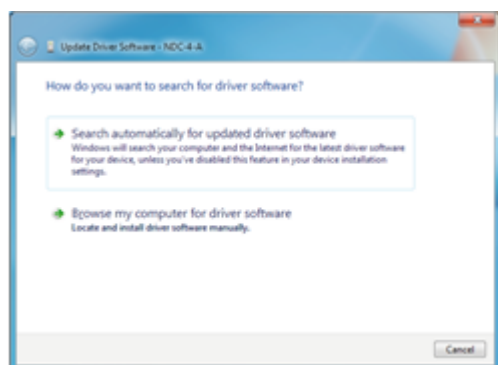 Update Driver Software - NDC-4-A
How do you want to search for driver software?
Search automatically for updated driver software
Windows will search your computer and the Internet for the latest driver software
for your device, unless you've disabled this feature in your device installation
settings.
Browse my computer for driver software
Locate and install driver software manually.
Cancel